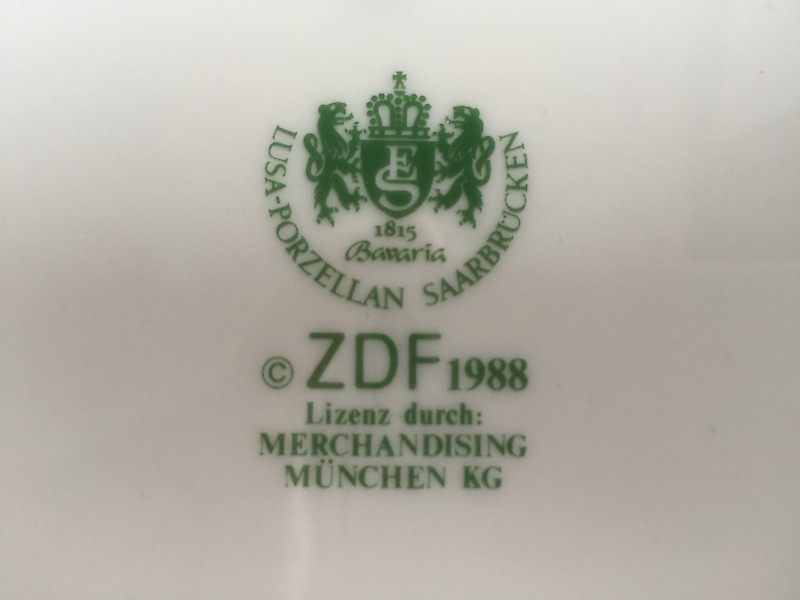 ES
1815
Bavaria
LUSA-PORZELLAN SAARBRÜCKEN
© ZDF 1988
Lizenz durch:
MERCHANDISING
MÜNCHEN KG